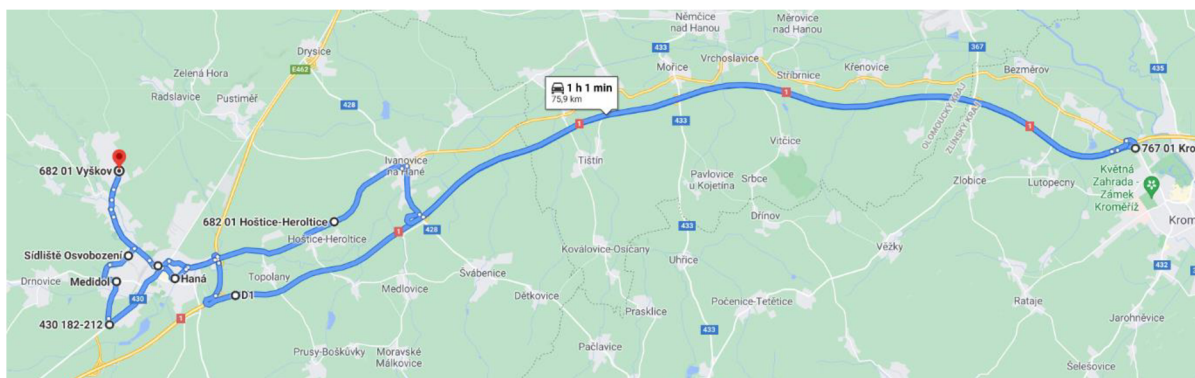 Němčice
nad Hanou
Měrovice
nad Hanou
433
367
435
Drysice
E462
Zelená Hora
Radslavice
Pustiměř
428
1 h 1 min
75,9 km
433
Mořice
Vrchoslavice
Stříbrnice
Křenovice
Bezměrov
OLOMOUCKÝ KRAJ
ZLÍNSKÝ KRAJ
1
1
1
433
Vitčice
Tištín
Ivanovice
na Hané
682 01 Vyškov
767 01 Kro
Pavlovice
u Kojetína
Srbce
Zlobice
Lutopecny
Květná
Zahrada -
Zámek
Kroměříž
Krom
682 01 Hoštice-Heroltice
Hoštice-Heroltice
1
428
Dřínov
433
Koválovice-Osíčany
Uhřice
Věžky
Sídliště Osvobození
Drnovice
Medidol
Haná
Topolany
D1
Medlovice
Švábenice
Dětkovice
432
430
Počenice-Tetětice
Rataje
430 182-212
1
Prasklice
433
Jarohněvice
Prusy-Boškůvky
Moravské
Málkovice
Pačlavice
Šelešovice